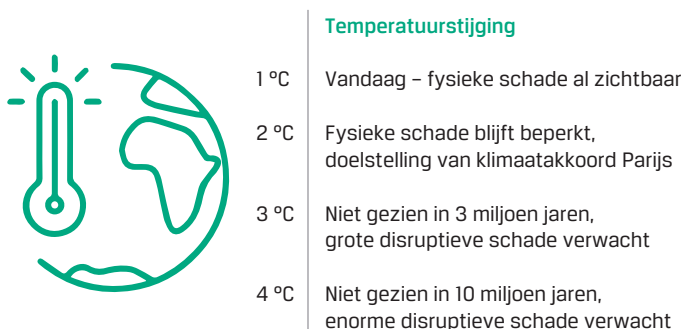 Temperatuurstijging
1 °C Vandaag – fysieke schade al zichtbaar
2 °C Fysieke schade blijft beperkt,
doelstelling van klimaatakkoord Parijs
3 °C Niet gezien in 3 miljoen jaren,
grote disruptieve schade verwacht
4 °C Niet gezien in 10 miljoen jaren,
enorme disruptieve schade verwacht